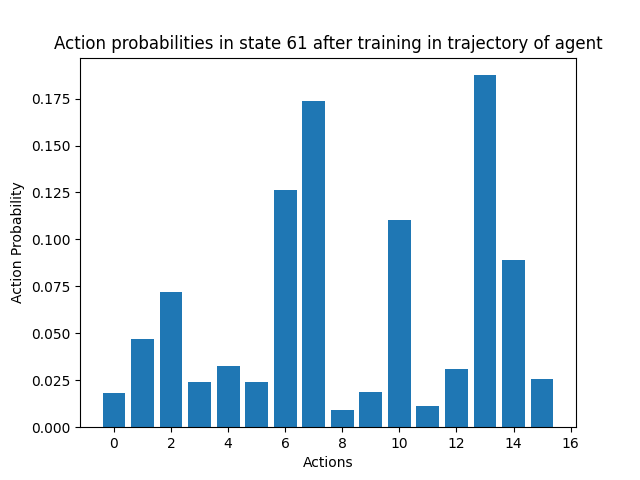 Action probabilities in state 61 after training in trajectory of agent
0.175
0.150
0.125
0.100
0.075
0.050
0.025
0.000
Action Probability
0 2 4 6 8 10 12 14 16
Actions